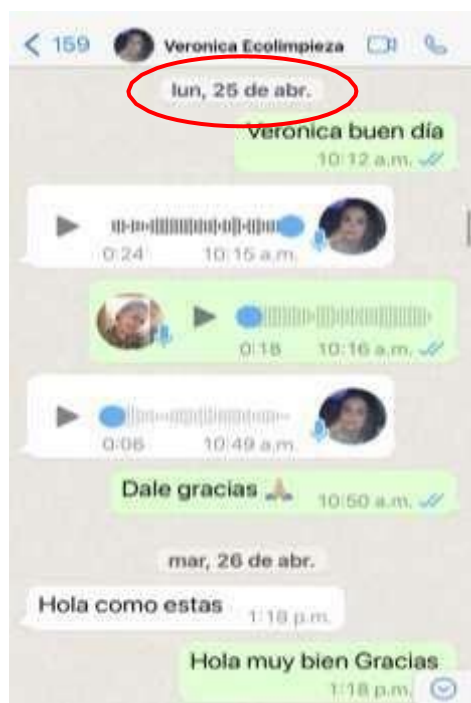 159 Veronica Ecolimpieza
lun, 25 de abr.
Veronica buen día
10:12 a.m.
0:24 10:15 a.m.
0:18 10:16 a.m.
0:06 10:49 a.m.
Dale gracias 🙏🏼
10:50 a.m.
mar, 26 de abr.
Hola como estas
1:18 p.m.
Hola muy bien Gracias
1:18 p.m.